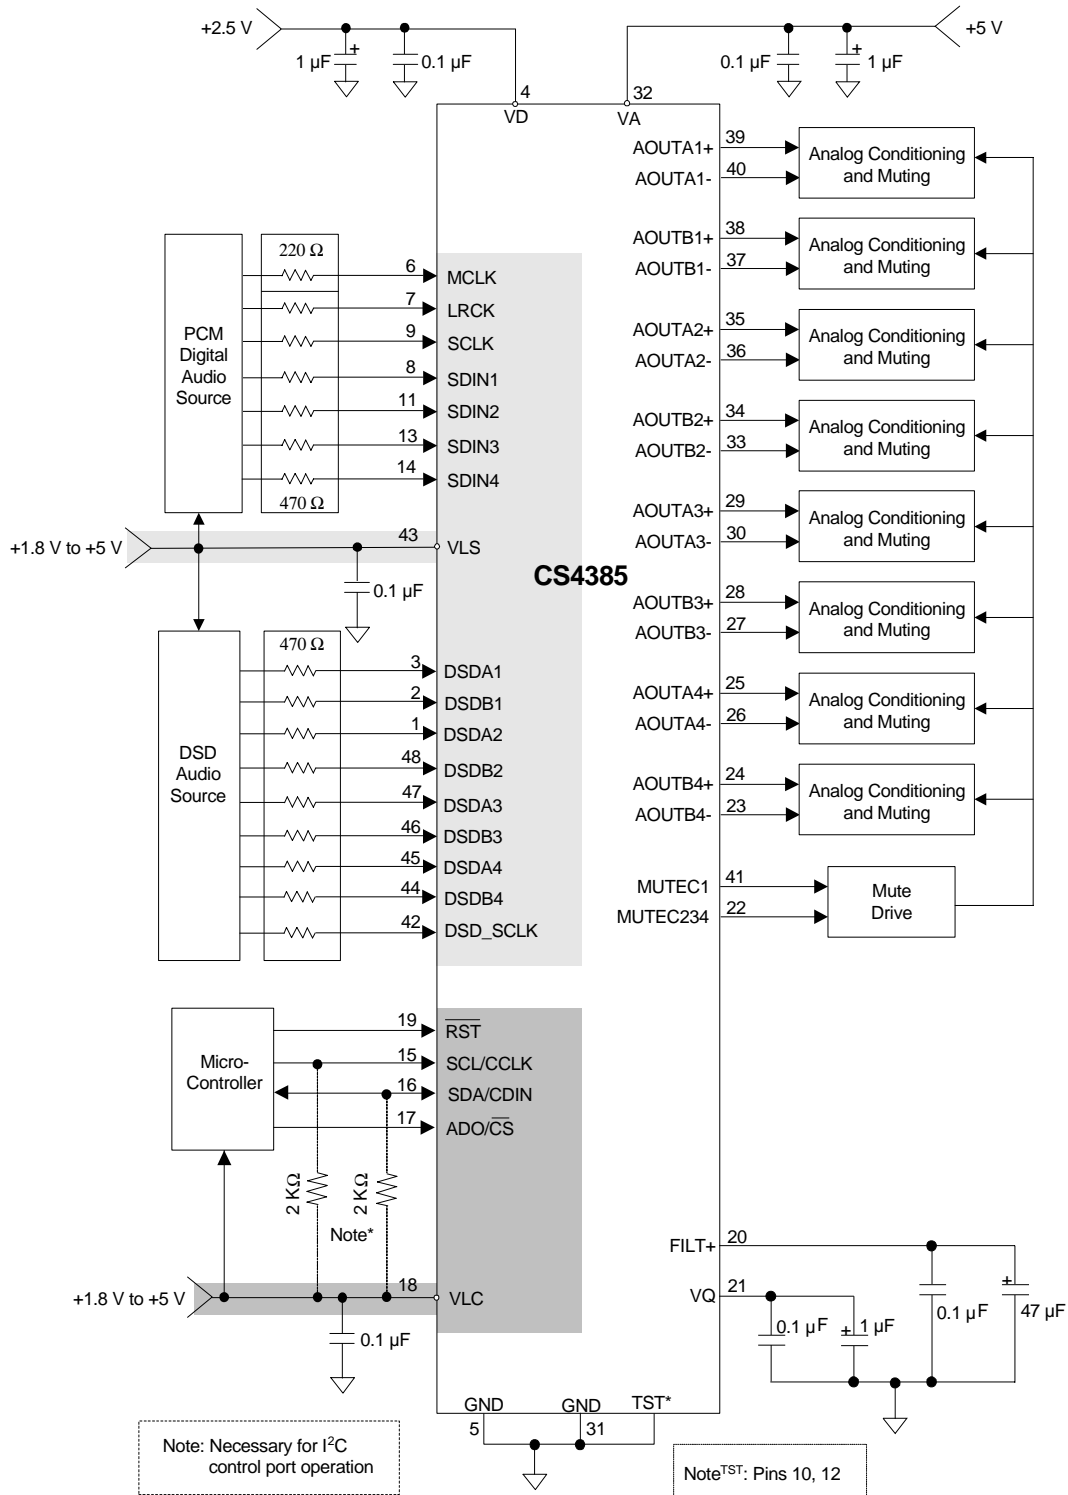 +2.5 V
+5 V
1 µF
+
0.1 µF
0.1 µF
+
1 µF
4
32
VD
VA
AOUTA1+
39
AOUTA1-
40
Analog Conditioning
and Muting
AOUTB1+
38
AOUTB1-
37
Analog Conditioning
and Muting
AOUTA2+
35
AOUTA2-
36
Analog Conditioning
and Muting
AOUTB2+
34
AOUTB2-
33
Analog Conditioning
and Muting
AOUTA3+
29
AOUTA3-
30
Analog Conditioning
and Muting
AOUTB3+
28
AOUTB3-
27
Analog Conditioning
and Muting
AOUTA4+
25
AOUTA4-
26
Analog Conditioning
and Muting
AOUTB4+
24
AOUTB4-
23
Analog Conditioning
and Muting
MUTEC1
41
MUTEC234
22
Mute
Drive
PCM
Digital
Audio
Source
220 Ω
6
MCLK
7
LRCK
9
SCLK
8
SDIN1
11
SDIN2
13
SDIN3
14
SDIN4
470 Ω
+1.8 V to +5 V
43
VLS
0.1 µF
CS4385
DSD
Audio
Source
470 Ω
3
DSDA1
2
DSDB1
1
DSDA2
48
DSDB2
47
DSDA3
46
DSDB3
45
DSDA4
44
DSDB4
42
DSD_SCLK
Micro-
Controller
19
RST
15
SCL/CCLK
16
SDA/CDIN
17
ADO/CS
2 KΩ
2 KΩ
Note*
+1.8 V to +5 V
18
VLC
0.1 µF
FILT+
20
VQ
21
0.1 µF
+
1 µF
0.1 µF
+
47 µF
GND
5
GND
31
TST*
Note: Necessary for I²C
control port operation
Noteᵀˢᵀ: Pins 10, 12